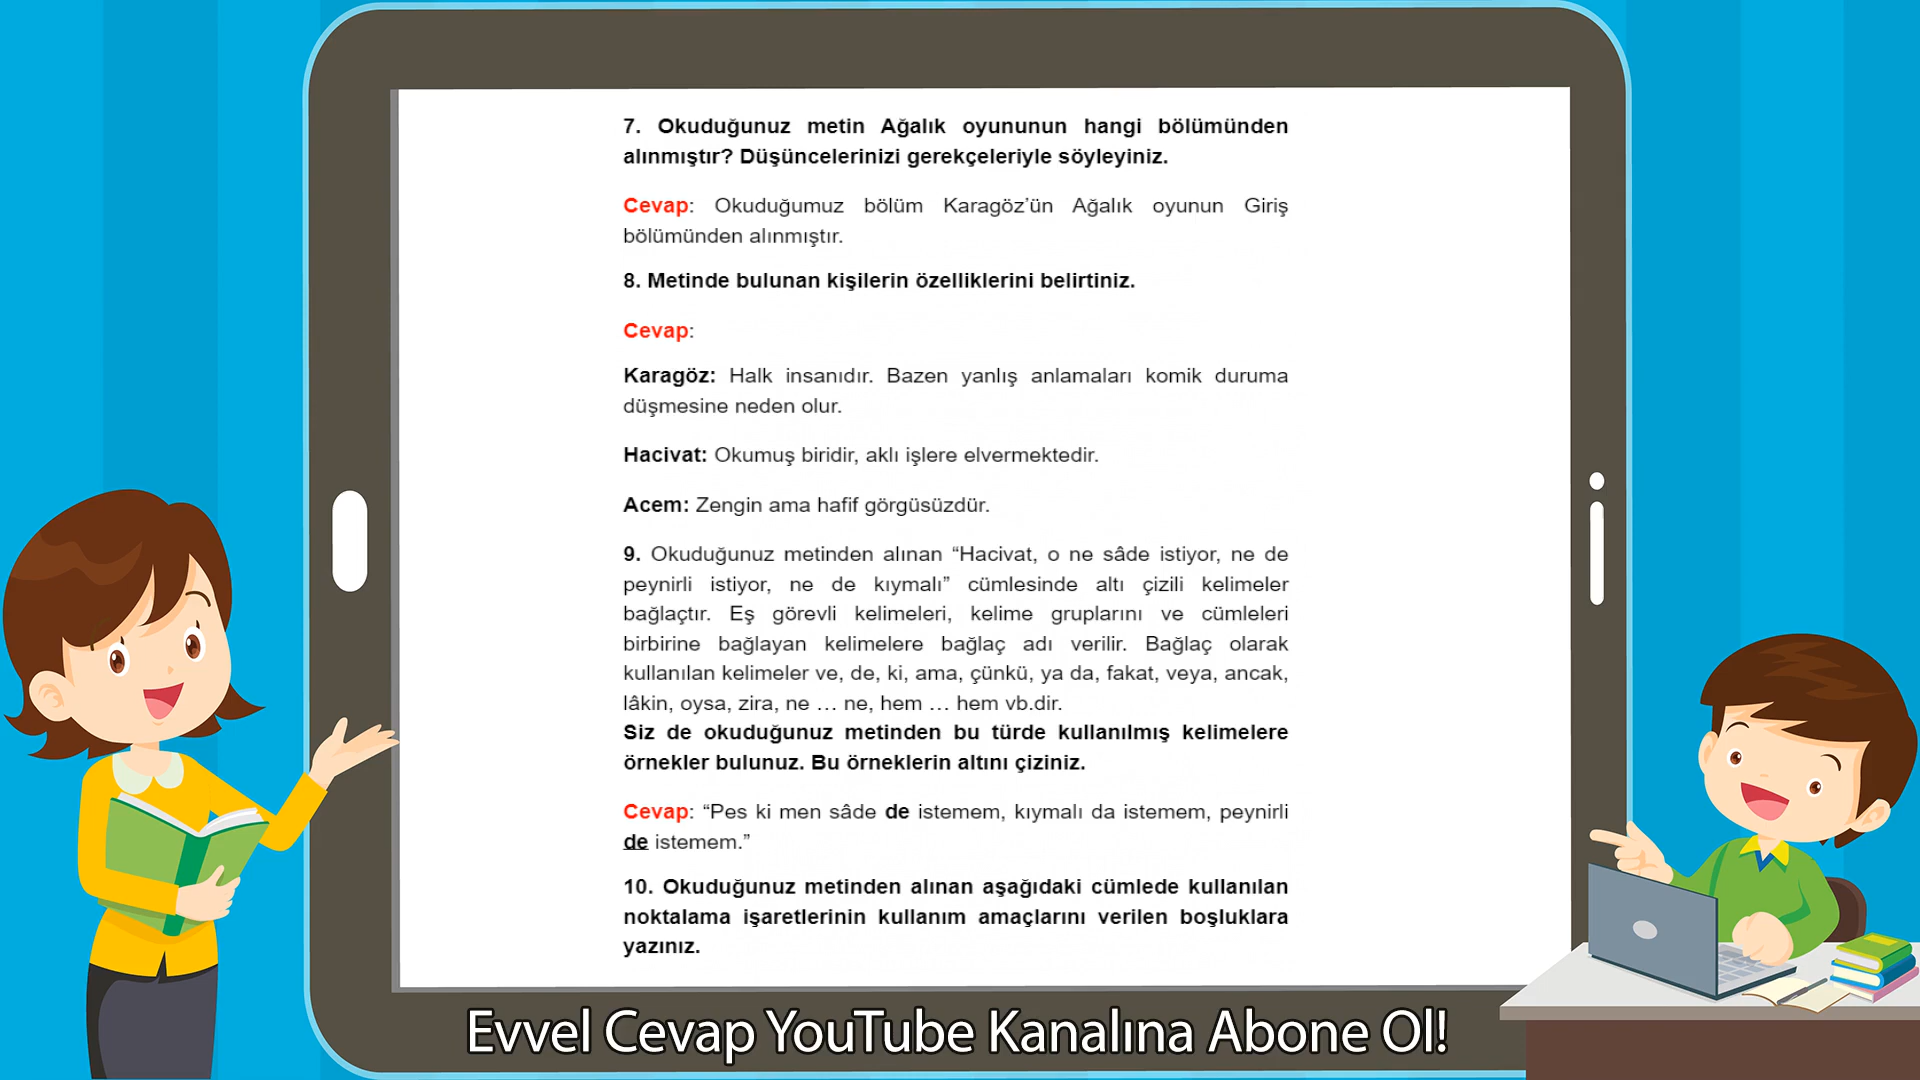 7. Okuduğunuz metin Ağalık oyununun hangi bölümünden
alınmıştır? Düşüncelerinizi gerekçeleriyle söyleyiniz.
Cevap: Okuduğumuz bölüm Karagöz’ün Ağalık oyunun Giriş
bölümünden alınmıştır.
8. Metinde bulunan kişilerin özelliklerini belirtiniz.
Cevap:
Karagöz: Halk insanıdır. Bazen yanlış anlamaları komik duruma
düşmesine neden olur.
Hacivat: Okumuş biridir, aklı işlere elvermektedir.
Acem: Zengin ama hafif görgüsüzdür.
9. Okuduğunuz metinden alınan “Hacivat, o ne sâde istiyor, ne de
peynirli istiyor, ne de kıymalı” cümlesinde altı çizili kelimeler
bağlaçtır. Eş görevli kelimeleri, kelime gruplarını ve cümleleri
birbirine bağlayan kelimelere bağlaç adı verilir. Bağlaç olarak
kullanılan kelimeler ve, de, ki, ama, çünkü, ya da, fakat, veya, ancak,
lâkin, oysa, zira, ne … ne, hem … hem vb.dir.
Siz de okuduğunuz metinden bu türde kullanılmış kelimelere
örnekler bulunuz. Bu örneklerin altını çiziniz.
Cevap: “Pes ki men sâde de istemem, kıymalı da istemem, peynirli
de istemem.”
10. Okuduğunuz metinden alınan aşağıdaki cümlede kullanılan
noktalama işaretlerinin kullanım amaçlarını verilen boşluklara
yazınız.
Evvel Cevap YouTube Kanalına Abone Ol!